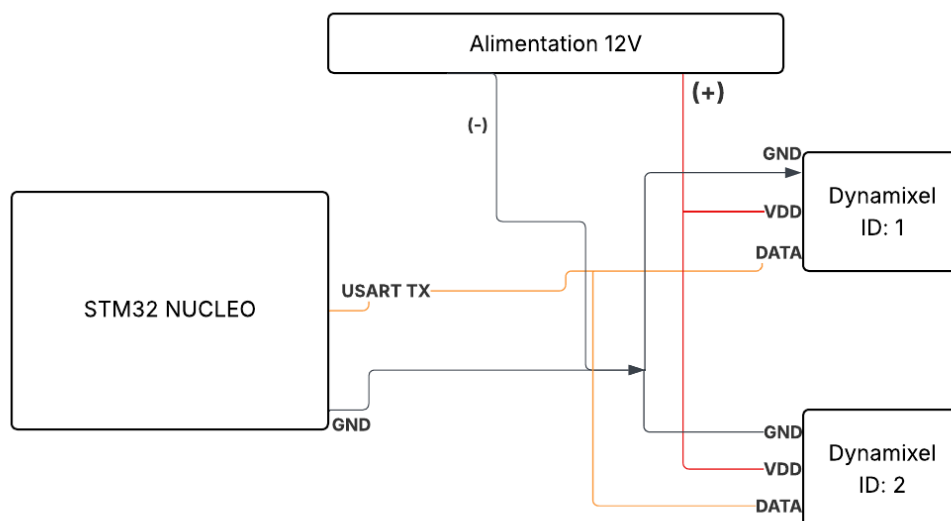 Alimentation 12V
(+)
(-)
GND
Dynamixel
ID: 1
VDD
DATA
STM32 NUCLEO
USART TX
GND
GND
Dynamixel
ID: 2
VDD
DATA